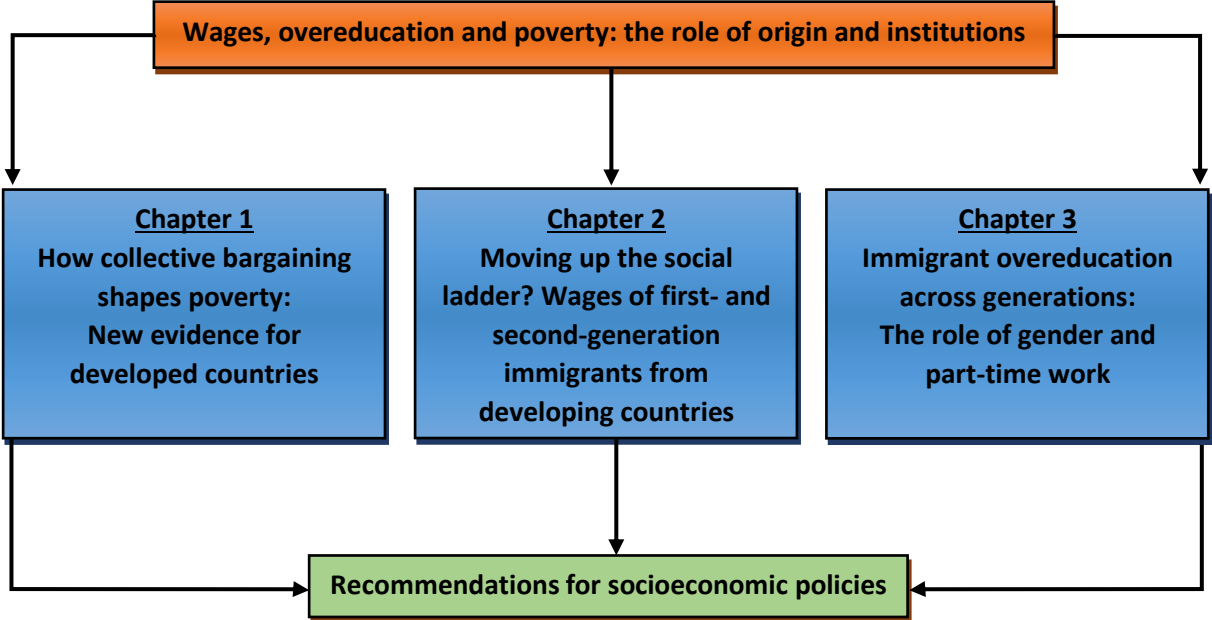 Wages, overeducation and poverty: the role of origin and institutions
Chapter 1
How collective bargaining
shapes poverty:
New evidence for
developed countries
Chapter 2
Moving up the social
ladder? Wages of first- and
second-generation
immigrants from
developing countries
Chapter 3
Immigrant overeducation
across generations:
The role of gender and
part-time work
Recommendations for socioeconomic policies